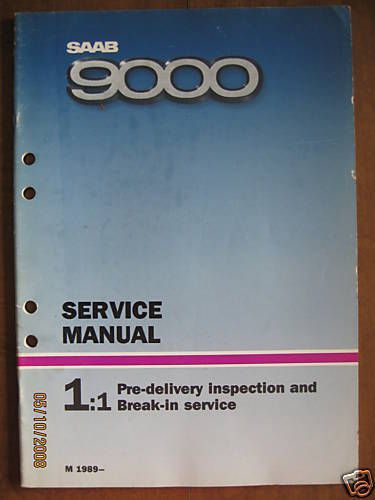 SAAB
9000
SERVICE
MANUAL
1:1 Pre-delivery inspection and
Break-in service
M 1989–
05/10/2008